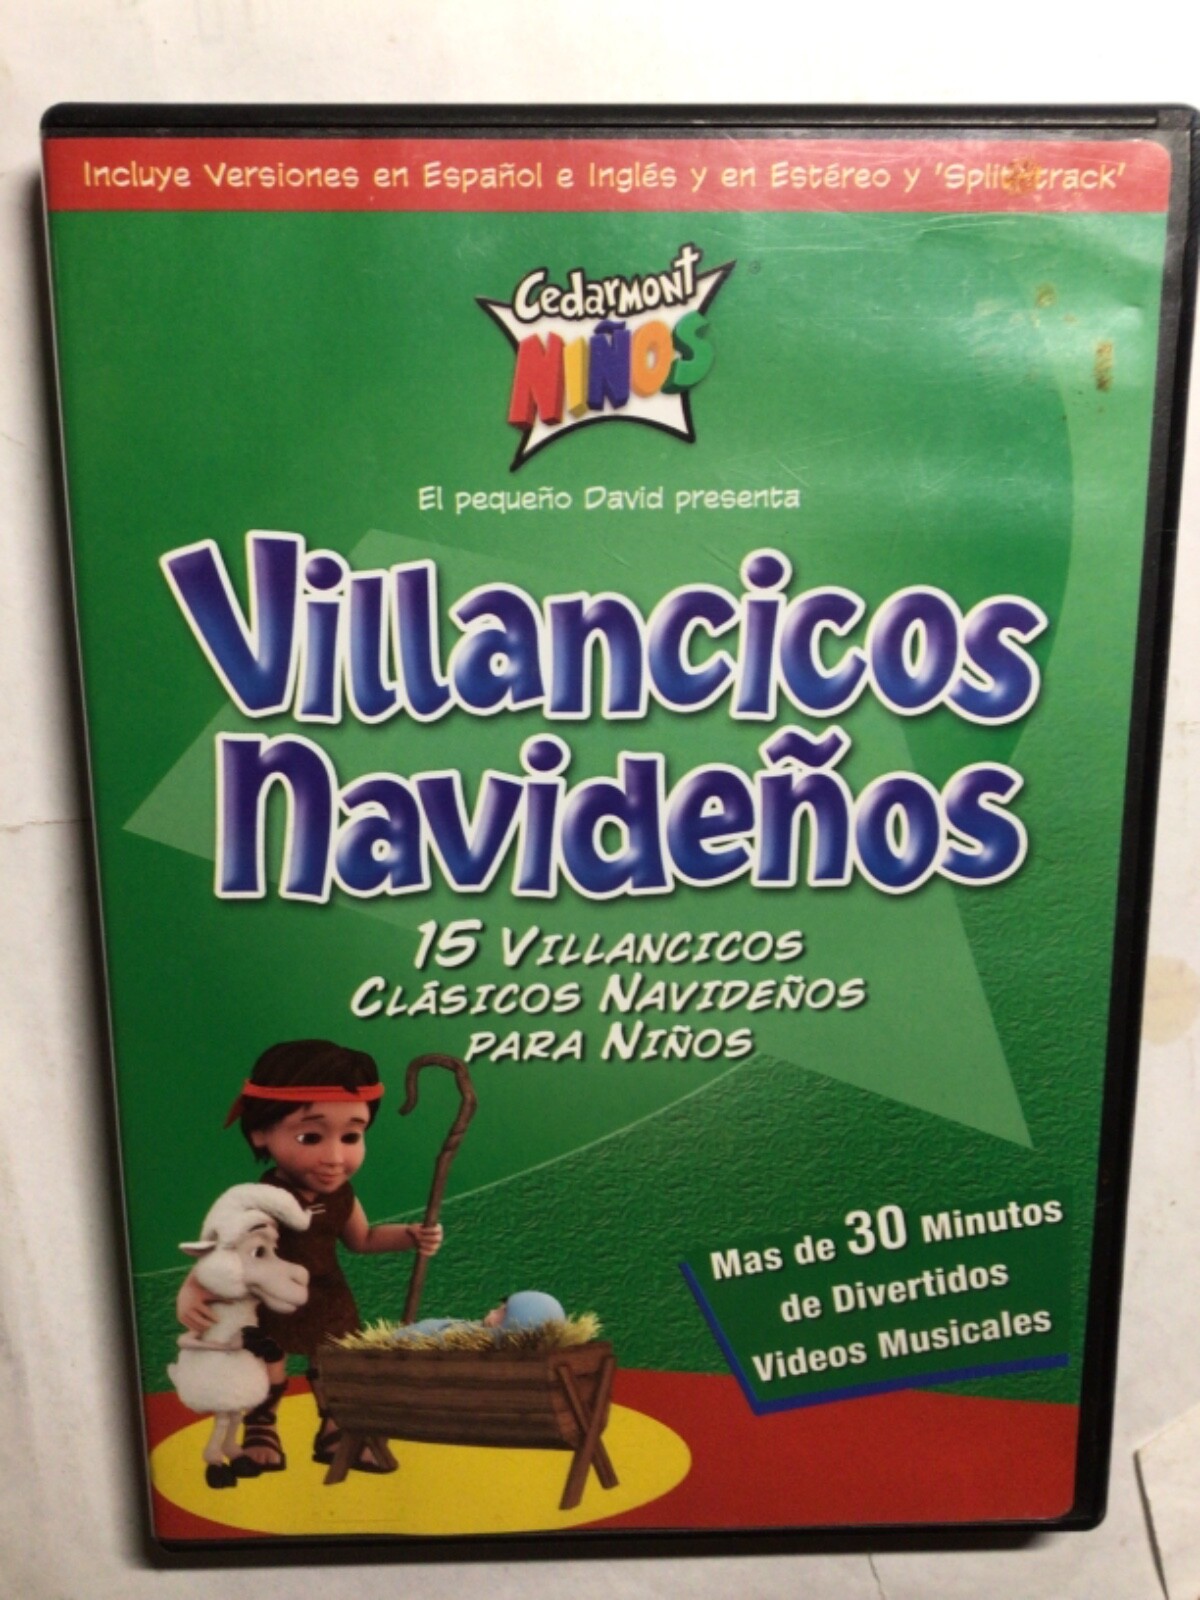 Incluye Versiones en Español e Inglés y en Estéreo y 'Split-track'
Cedarmont
NIÑOS
El pequeño David presenta
Villancicos
Navideños
15 VILLANCICOS
CLÁSICOS NAVIDEÑOS
PARA NIÑOS
Mas de 30 Minutos
de Divertidos
Videos Musicales